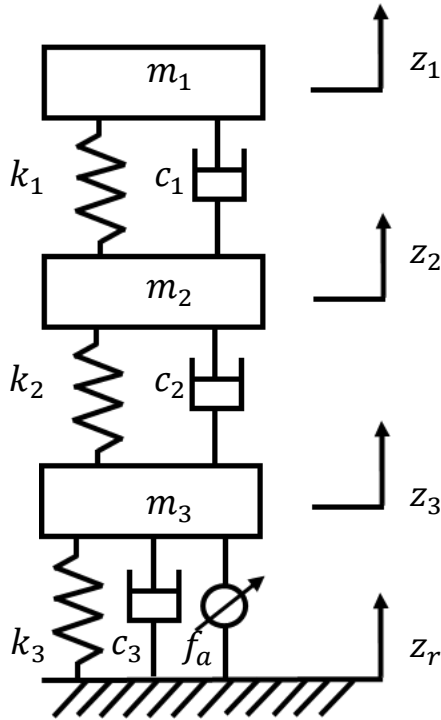 m₁
z₁
k₁
c₁
z₂
m₂
k₂
c₂
z₃
m₃
k₃
c₃
fₐ
zᵣ